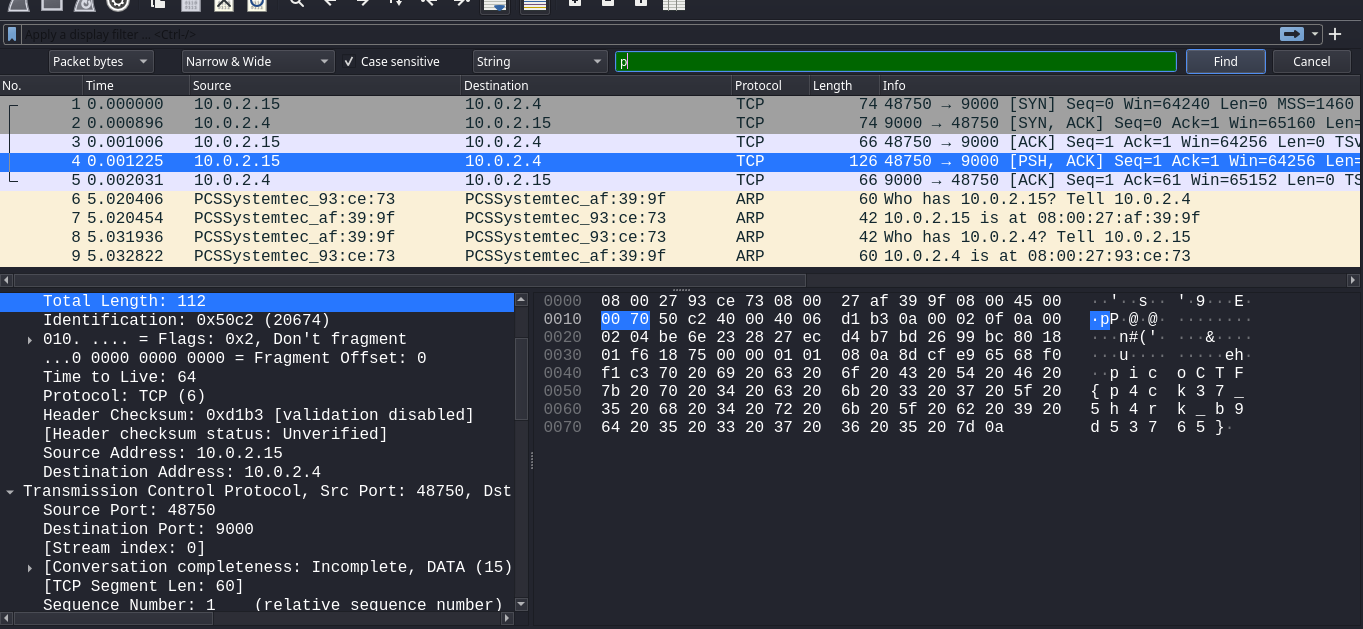 Apply a display filter ... <Ctrl-/>
Packet bytes Narrow & Wide ✓ Case sensitive String p Find Cancel
No. Time Source Destination Protocol Length Info
1 0.000000 10.0.2.15 10.0.2.4 TCP 74 48750 → 9000 [SYN] Seq=0 Win=64240 Len=0 MSS=1460
2 0.000896 10.0.2.4 10.0.2.15 TCP 74 9000 → 48750 [SYN, ACK] Seq=0 Ack=1 Win=65160 Len=
3 0.001006 10.0.2.15 10.0.2.4 TCP 66 48750 → 9000 [ACK] Seq=1 Ack=1 Win=64256 Len=0 TSv
4 0.001225 10.0.2.15 10.0.2.4 TCP 126 48750 → 9000 [PSH, ACK] Seq=1 Ack=1 Win=64256 Len=
5 0.002031 10.0.2.4 10.0.2.15 TCP 66 9000 → 48750 [ACK] Seq=1 Ack=61 Win=65152 Len=0 TS
6 5.020406 PCSSystemtec_93:ce:73 PCSSystemtec_af:39:9f ARP 60 Who has 10.0.2.15? Tell 10.0.2.4
7 5.020454 PCSSystemtec_af:39:9f PCSSystemtec_93:ce:73 ARP 42 10.0.2.15 is at 08:00:27:af:39:9f
8 5.031936 PCSSystemtec_af:39:9f PCSSystemtec_93:ce:73 ARP 42 Who has 10.0.2.4? Tell 10.0.2.15
9 5.032822 PCSSystemtec_93:ce:73 PCSSystemtec_af:39:9f ARP 60 10.0.2.4 is at 08:00:27:93:ce:73
Total Length: 112
Identification: 0x50c2 (20674)
010. .... = Flags: 0x2, Don't fragment
...0 0000 0000 0000 = Fragment Offset: 0
Time to Live: 64
Protocol: TCP (6)
Header Checksum: 0xd1b3 [validation disabled]
[Header checksum status: Unverified]
Source Address: 10.0.2.15
Destination Address: 10.0.2.4
Transmission Control Protocol, Src Port: 48750, Dst
Source Port: 48750
Destination Port: 9000
[Stream index: 0]
[Conversation completeness: Incomplete, DATA (15)
[TCP Segment Len: 60]
Sequence Number: 1 (relative sequence number)
0000 08 00 27 93 ce 73 08 00 27 af 39 9f 08 00 45 00 ··'··s·· '·9···E·
0010 00 70 50 c2 40 00 40 06 d1 b3 0a 00 02 0f 0a 00 ·pP·@·@· ········
0020 02 04 be 6e 23 28 27 ec d4 b7 bd 26 99 bc 80 18 ···n#('· ···&····
0030 01 f6 18 75 00 00 01 01 08 0a 8d cf e9 65 68 f0 ···u···· ·····eh·
0040 f1 c3 70 20 69 20 63 20 6f 20 43 20 54 20 46 20 ··p i c o C T F
0050 7b 20 70 20 34 20 63 20 6b 20 33 20 37 20 5f 20 { p 4 c k 3 7 _
0060 35 20 68 20 34 20 72 20 6b 20 5f 20 62 20 39 20 5 h 4 r k _ b 9
0070 64 20 35 20 33 20 37 20 36 20 35 20 7d 0a d 5 3 7 6 5 }·